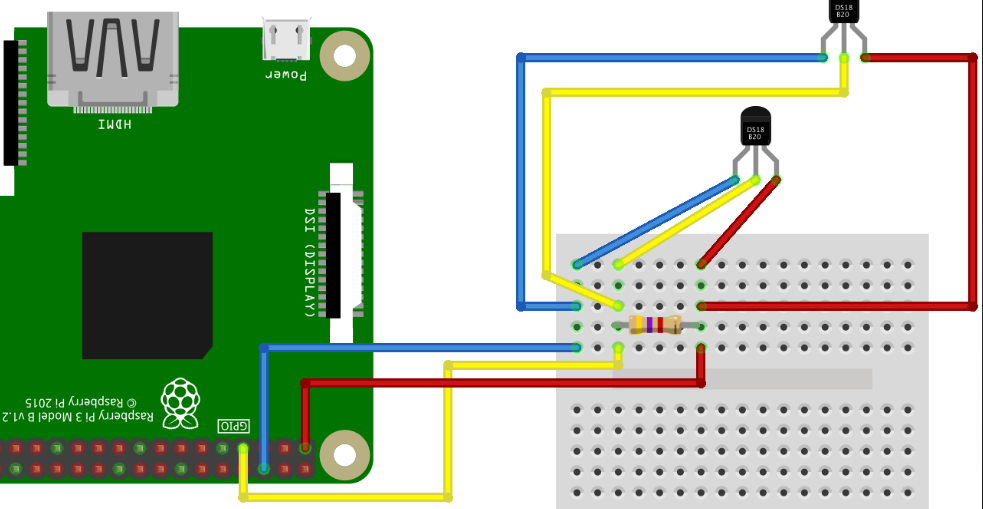 DS18
B20
HDMI
Power
DS18
B20
DSI (DISPLAY)
© Raspberry Pi 2015
Raspberry Pi 3 Model B v1.2
GPIO